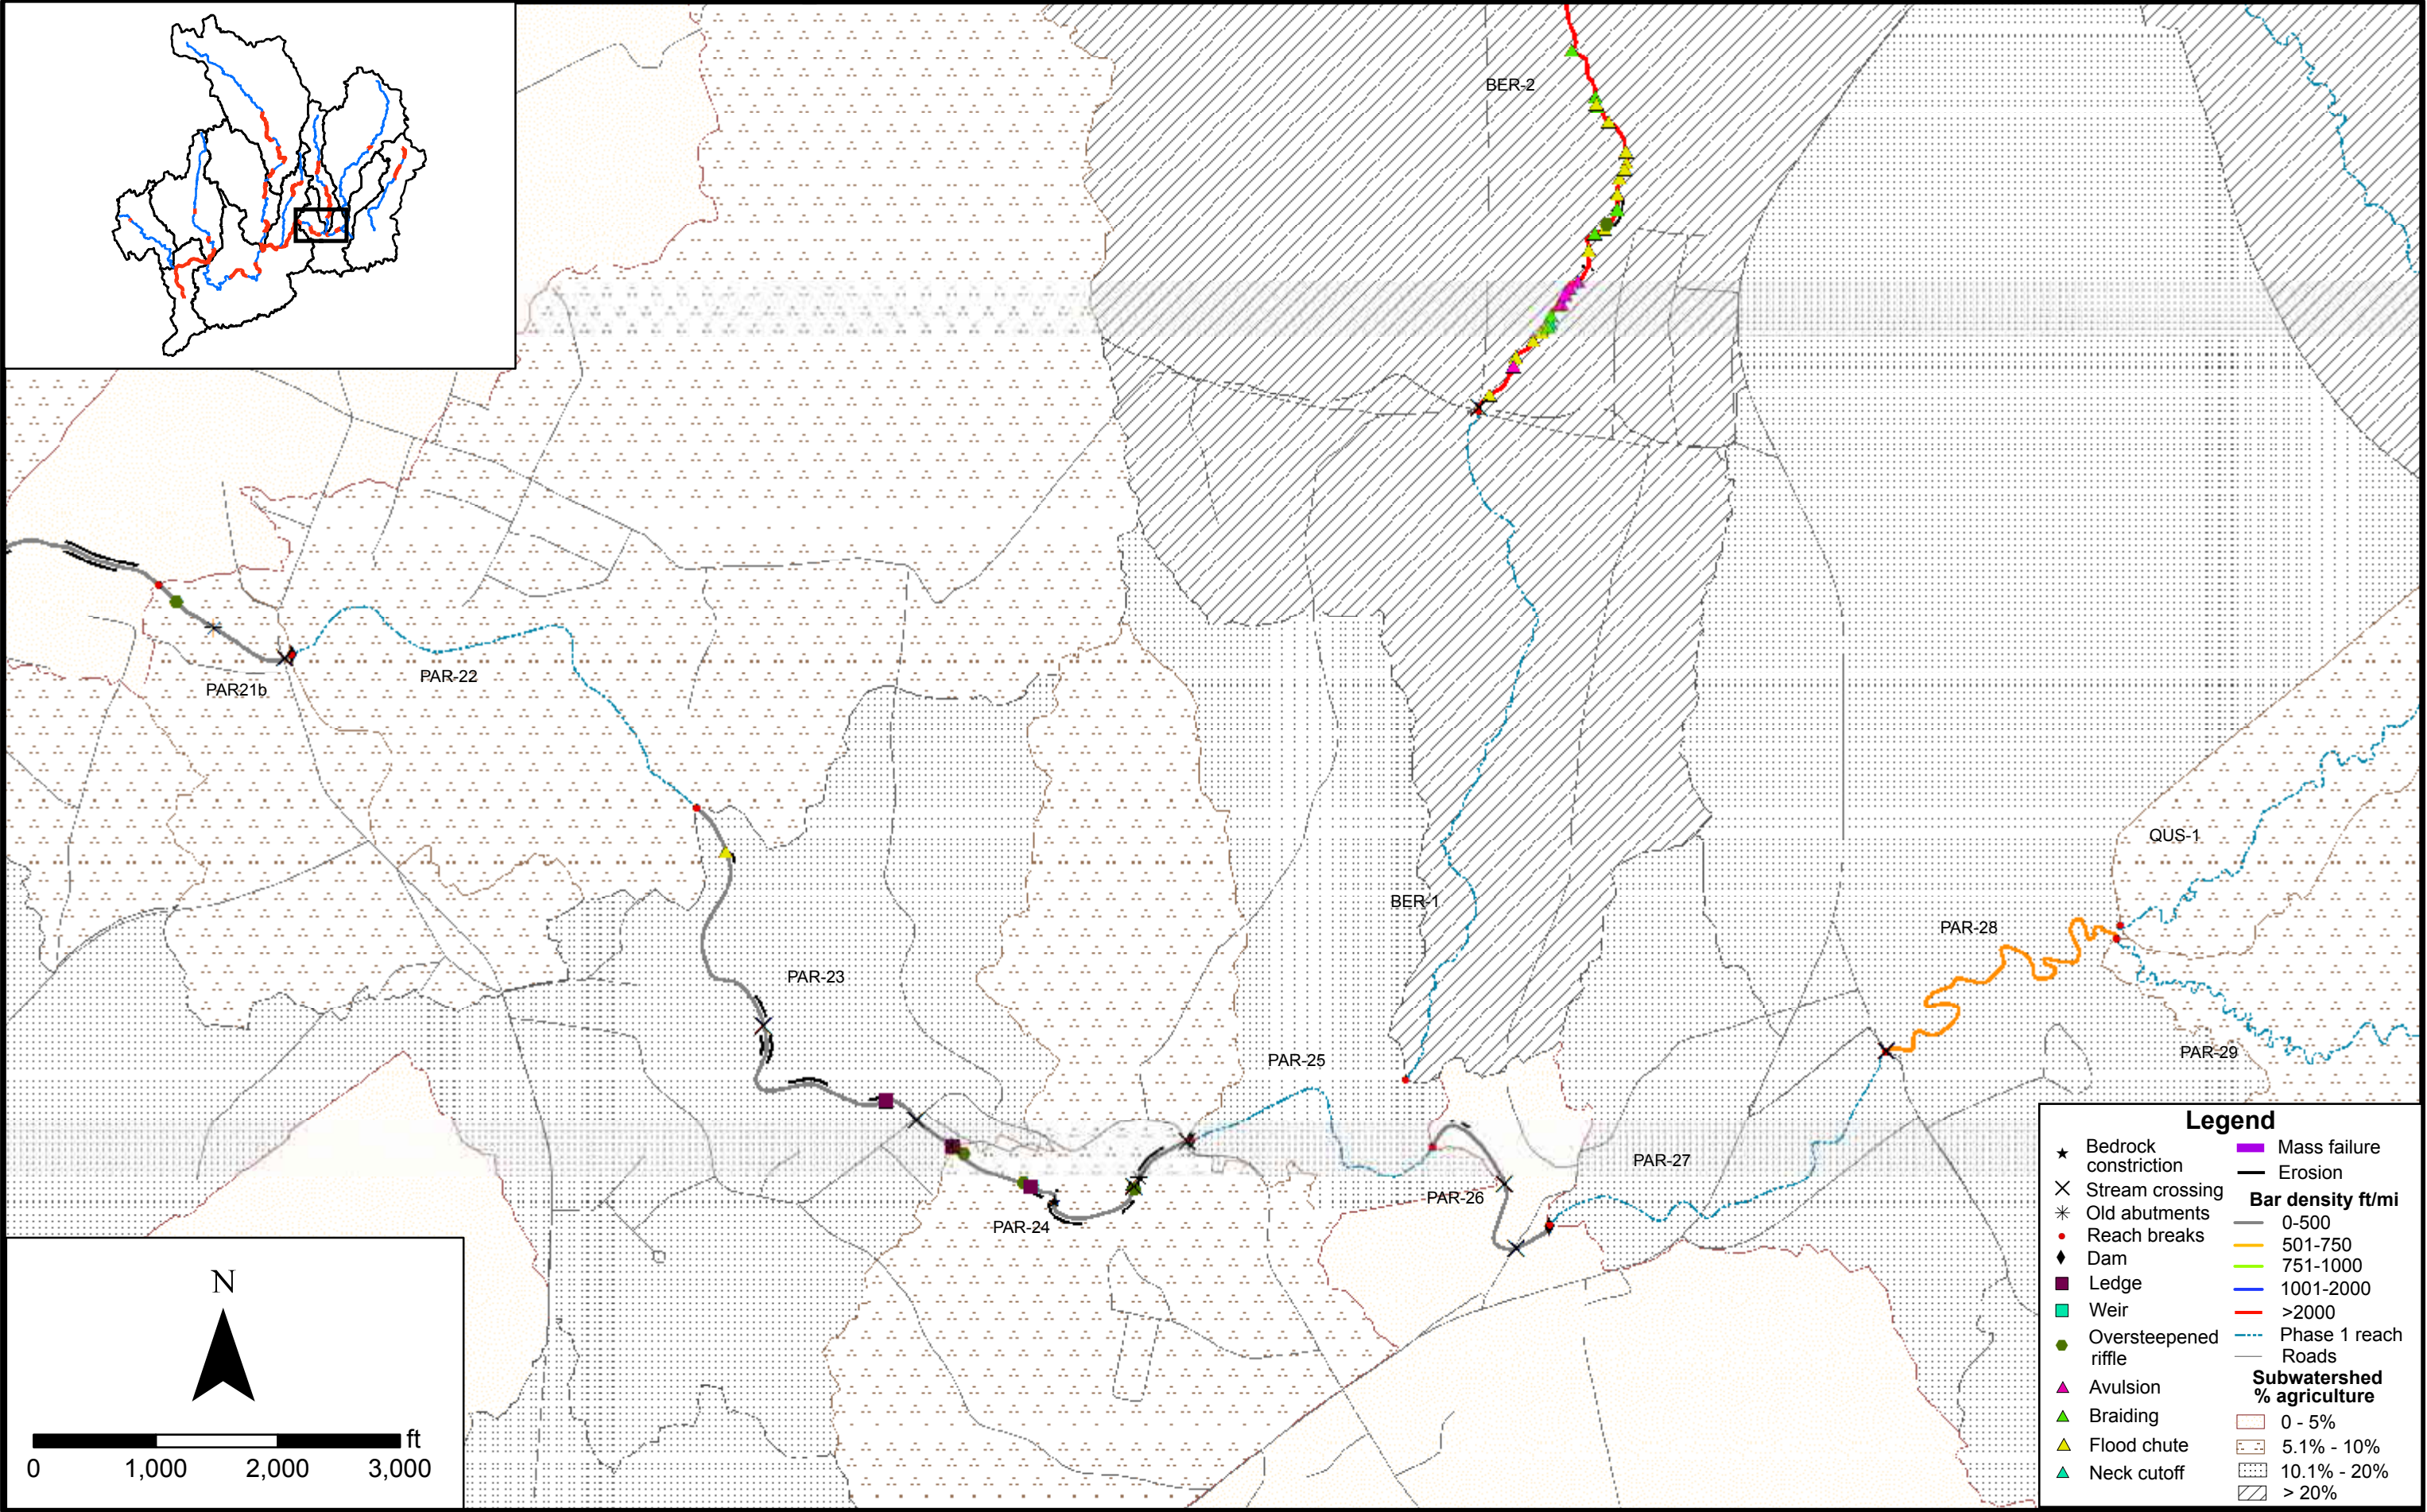 BER-2
PAR21b
PAR-22
QUS-1
BER-1
PAR-28
PAR-23
PAR-25
PAR-29
PAR-27
PAR-26
PAR-24
N
ft
0 1,000 2,000 3,000
Legend
Bedrock
constriction
Stream crossing
Old abutments
Reach breaks
Dam
Ledge
Weir
Oversteepened
riffle
Avulsion
Braiding
Flood chute
Neck cutoff
Mass failure
Erosion
Bar density ft/mi
0-500
501-750
751-1000
1001-2000
>2000
Phase 1 reach
Roads
Subwatershed
% agriculture
0 - 5%
5.1% - 10%
10.1% - 20%
> 20%